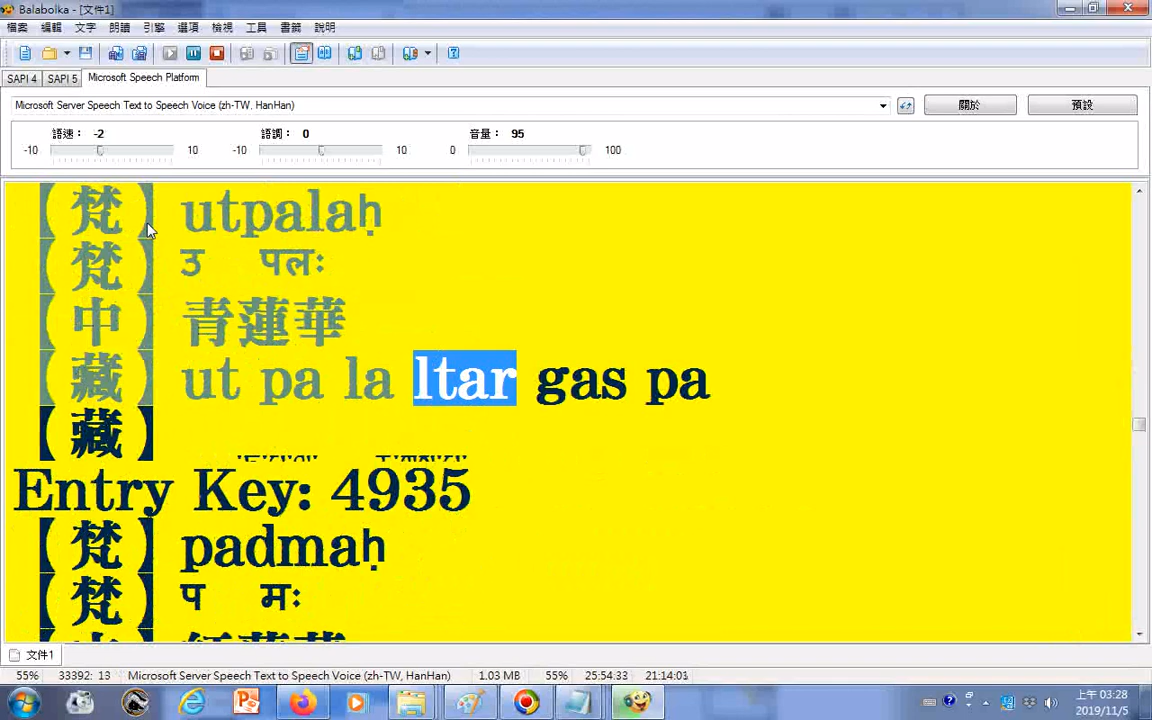 Balabolka - [文件1]
檔案 編輯 文字 朗讀 引擎 選項 檢視 工具 書籤 說明
SAPI 4 SAPI 5 Microsoft Speech Platform
Microsoft Server Speech Text to Speech Voice (zh-TW, HanHan) 關於 預設
語速: -2 語調: 0 音量: 95
-10 10 -10 10 0 100
【梵】 utpalaḥ
【梵】 उ पलः
【中】 青蓮華
【藏】 ut pa la ltar gas pa
【藏】
Entry Key: 4935
【梵】 padmaḥ
【梵】 प मः
文件1
55% 33392: 13 Microsoft Server Speech Text to Speech Voice (zh-TW, HanHan) 1.03 MB 55% 25:54:33 21:14:01
上午 03:28
2019/11/5